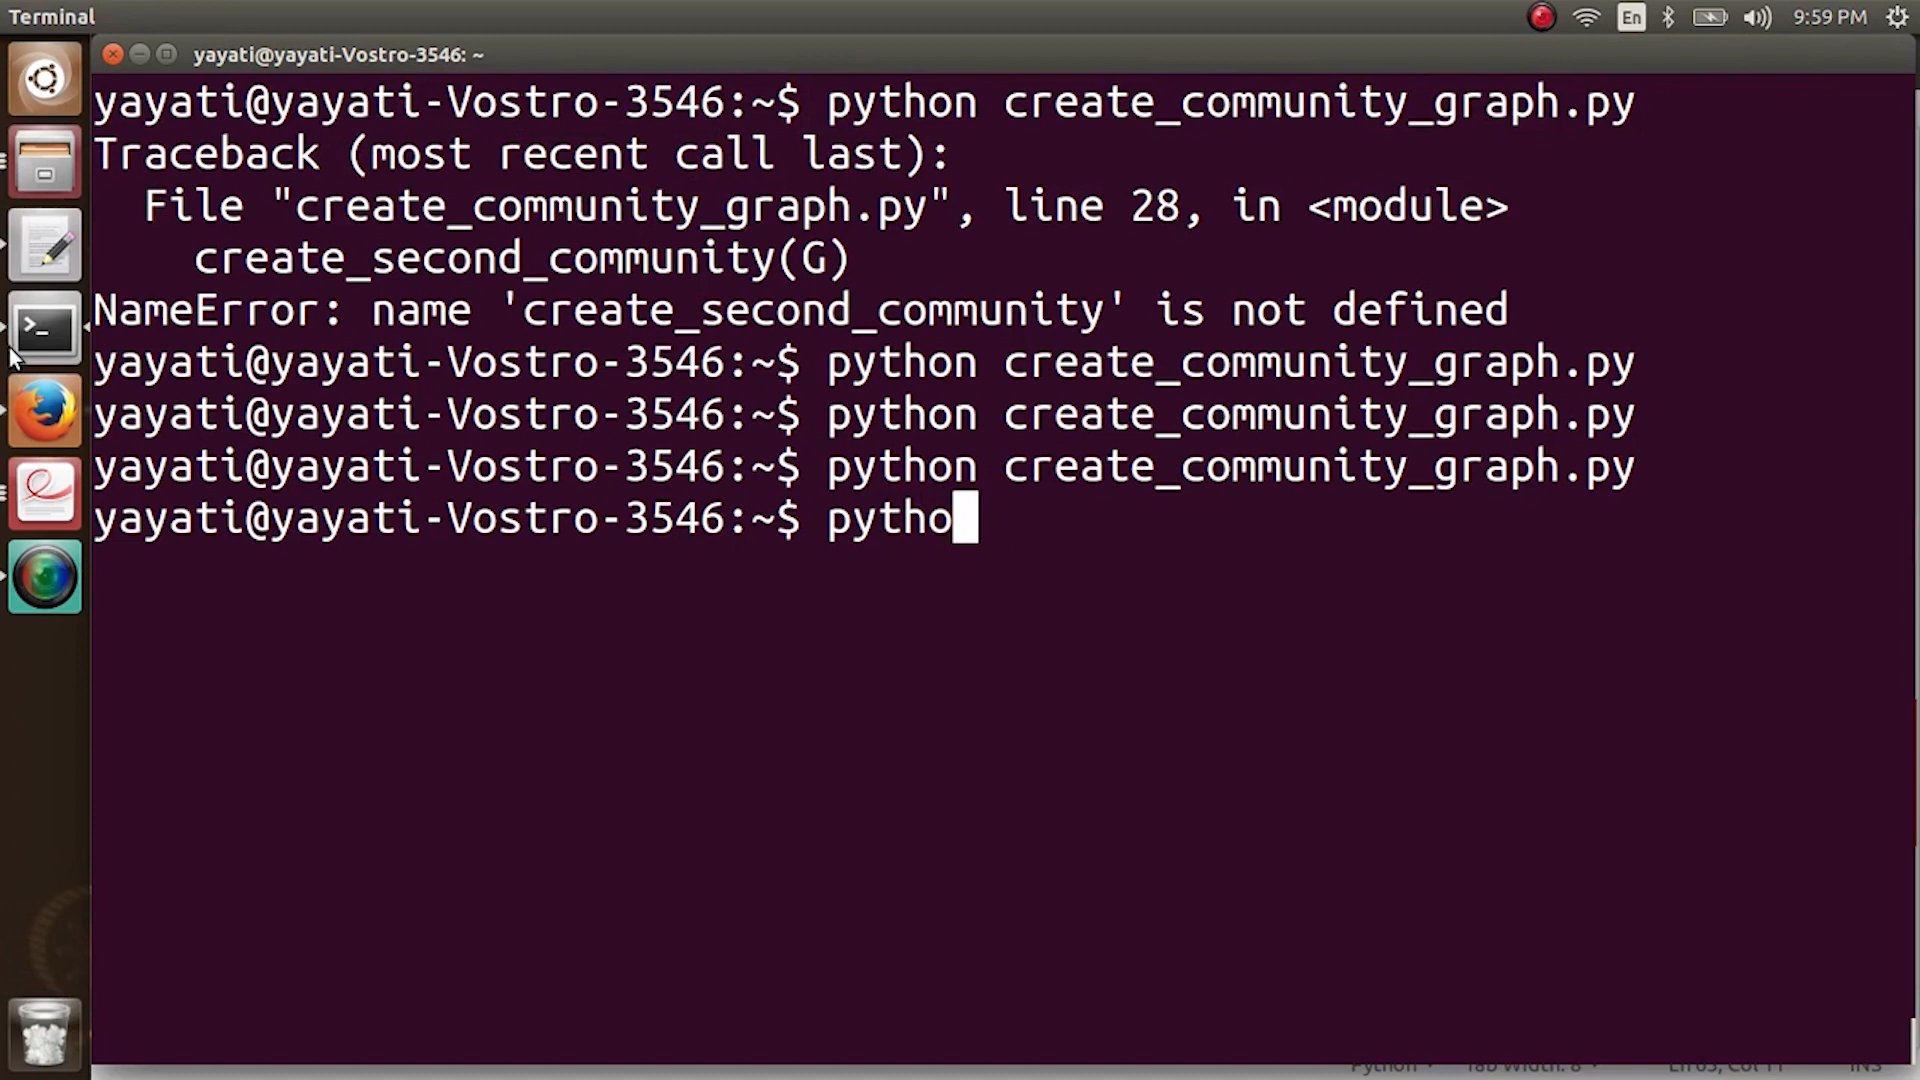 Terminal
En
9:59 PM
yayati@yayati-Vostro-3546: ~
yayati@yayati-Vostro-3546:~$ python create_community_graph.py
Traceback (most recent call last):
  File "create_community_graph.py", line 28, in <module>
    create_second_community(G)
NameError: name 'create_second_community' is not defined
yayati@yayati-Vostro-3546:~$ python create_community_graph.py
yayati@yayati-Vostro-3546:~$ python create_community_graph.py
yayati@yayati-Vostro-3546:~$ python create_community_graph.py
yayati@yayati-Vostro-3546:~$ pytho